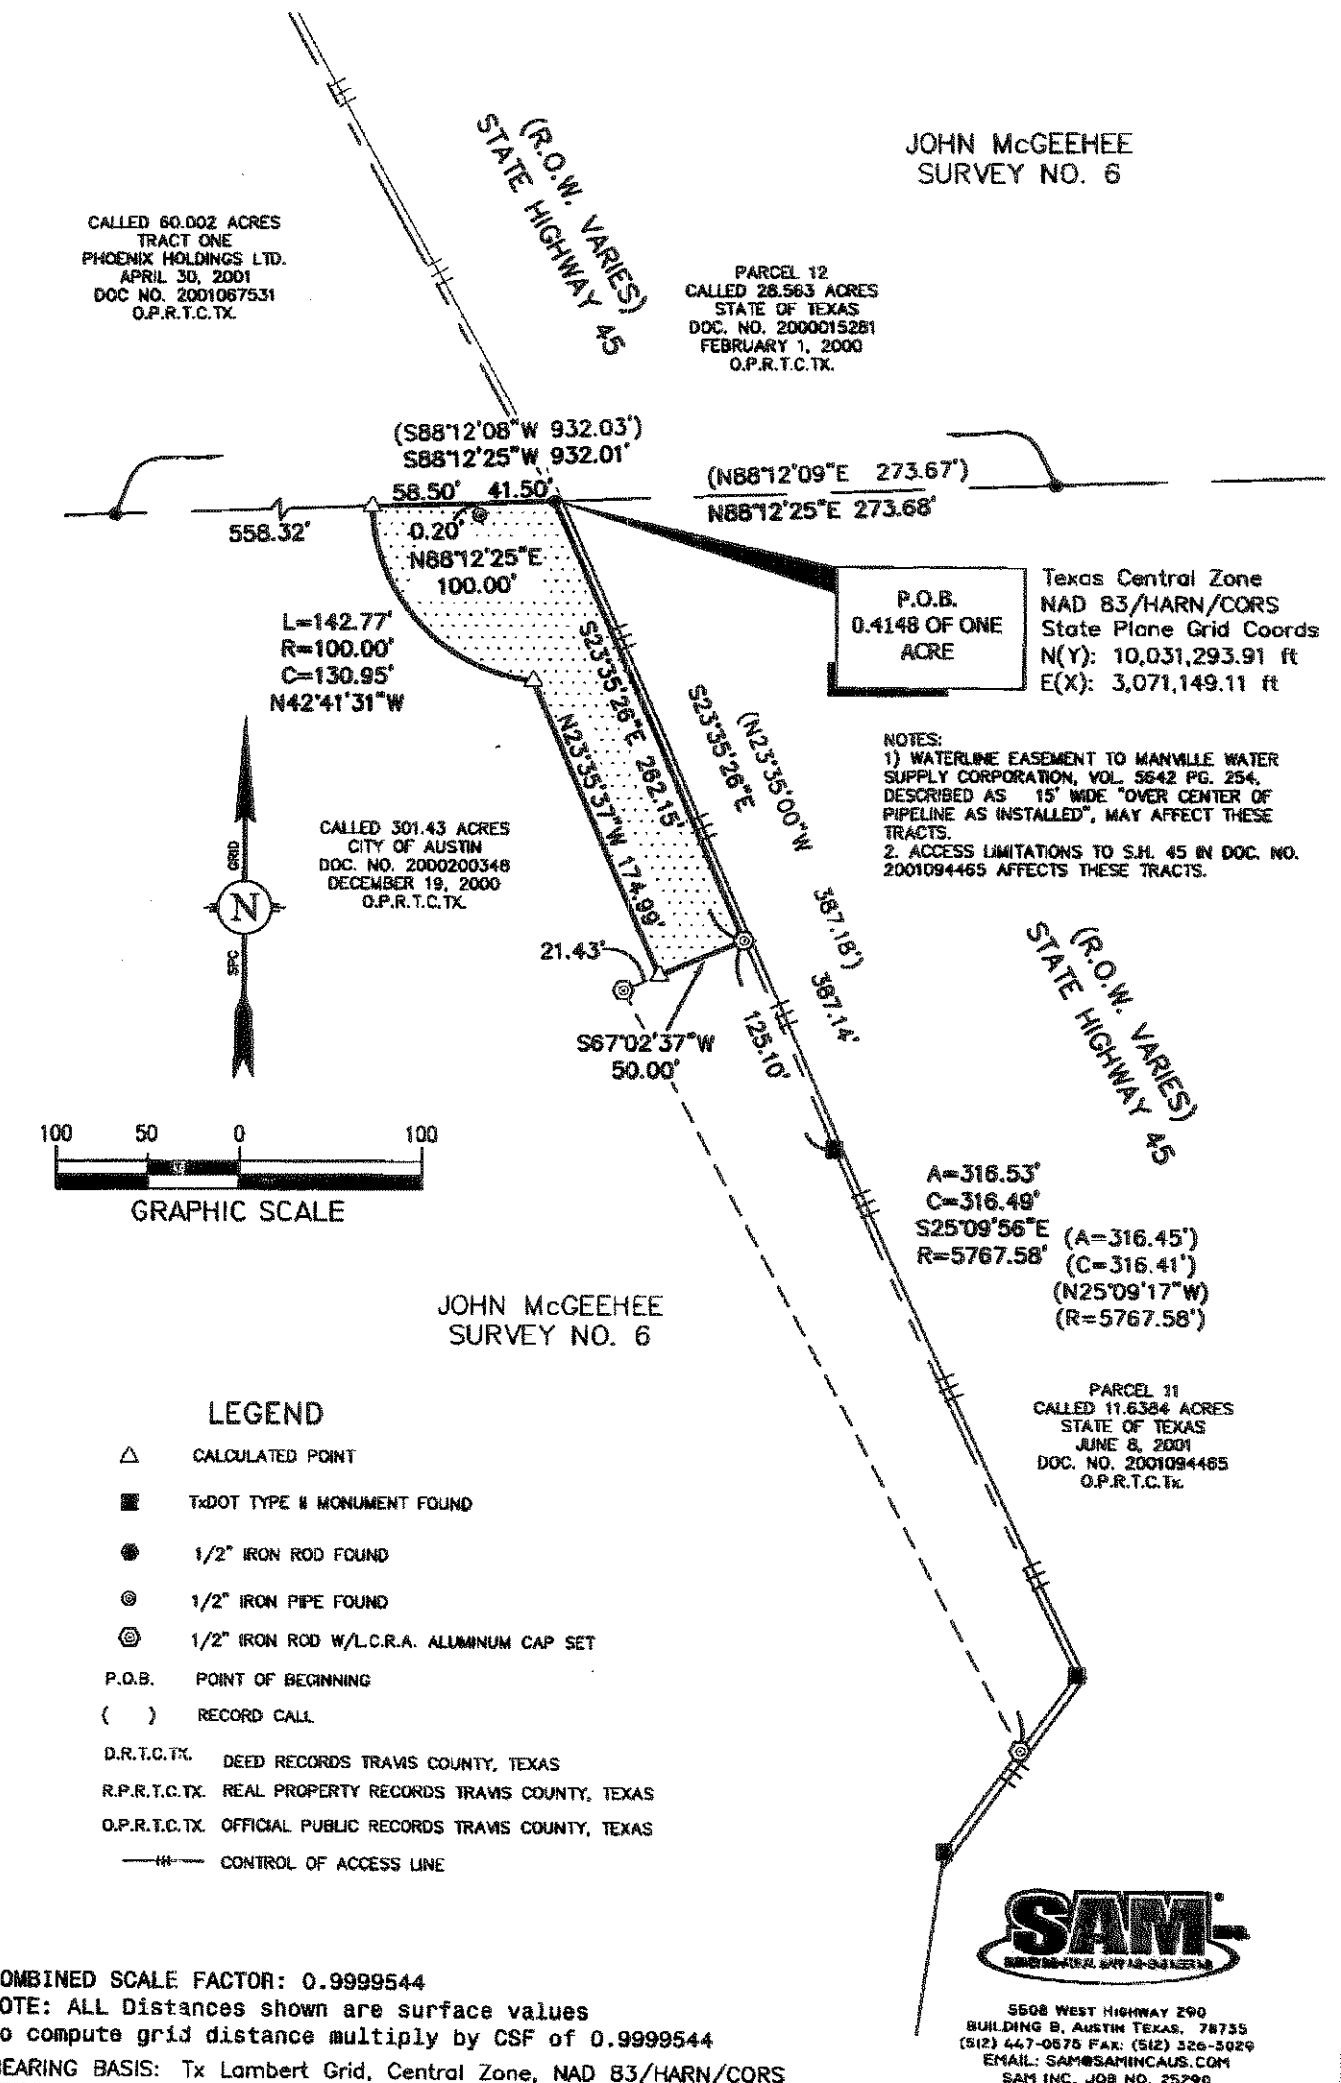 JOHN McGEEHEE
SURVEY NO. 6
(R.O.W. VARIES)
STATE HIGHWAY 45
CALLED 60.002 ACRES
TRACT ONE
PHOENIX HOLDINGS LTD.
APRIL 30, 2001
DOC NO. 2001067531
O.P.R.T.C.TX.
PARCEL 12
CALLED 28.563 ACRES
STATE OF TEXAS
DOC. NO. 2000015281
FEBRUARY 1, 2000
O.P.R.T.C.TX.
(S88°12'08"W 932.03')
S88°12'25"W 932.01'
58.50' 41.50'
(N88°12'09"E 273.67')
N88°12'25"E 273.68'
558.32'
0.20'
N88°12'25"E
100.00'
L=142.77'
R=100.00'
C=130.95'
N42°41'31"W
P.O.B.
0.4148 OF ONE
ACRE
Texas Central Zone
NAD 83/HARN/CORS
State Plane Grid Coords
N(Y): 10,031,293.91 ft
E(X): 3,071,149.11 ft
S23°35'26"E 262.15'
N23°35'37"W 174.99'
(N23°35'00"W 387.18')
S23°35'26"E 387.14'
NOTES:
1) WATERLINE EASEMENT TO MANVILLE WATER
SUPPLY CORPORATION, VOL. 5642 PG. 254,
DESCRIBED AS 15' WIDE "OVER CENTER OF
PIPELINE AS INSTALLED", MAY AFFECT THESE
TRACTS.
2. ACCESS LIMITATIONS TO S.H. 45 IN DOC. NO.
2001094465 AFFECTS THESE TRACTS.
CALLED 301.43 ACRES
CITY OF AUSTIN
DOC. NO. 2000200348
DECEMBER 19, 2000
O.P.R.T.C.TX.
GRID
N
SPC
21.43'
S67°02'37"W
50.00'
125.10'
(R.O.W. VARIES)
STATE HIGHWAY 45
100 50 0 100
GRAPHIC SCALE
A=316.53'
C=316.49'
S25°09'56"E
R=5767.58'
(A=316.45')
(C=316.41')
(N25°09'17"W)
(R=5767.58')
JOHN McGEEHEE
SURVEY NO. 6
PARCEL 11
CALLED 11.6384 ACRES
STATE OF TEXAS
JUNE 8, 2001
DOC. NO. 2001094465
O.P.R.T.C.Tx.
LEGEND
CALCULATED POINT
TxDOT TYPE II MONUMENT FOUND
1/2" IRON ROD FOUND
1/2" IRON PIPE FOUND
1/2" IRON ROD W/L.C.R.A. ALUMINUM CAP SET
P.O.B. POINT OF BEGINNING
( ) RECORD CALL
D.R.T.C.TX. DEED RECORDS TRAVIS COUNTY, TEXAS
R.P.R.T.C.TX. REAL PROPERTY RECORDS TRAVIS COUNTY, TEXAS
O.P.R.T.C.TX. OFFICIAL PUBLIC RECORDS TRAVIS COUNTY, TEXAS
CONTROL OF ACCESS LINE
OMBINED SCALE FACTOR: 0.9999544
OTE: ALL Distances shown are surface values
o compute grid distance multiply by CSF of 0.9999544
EARING BASIS: Tx Lambert Grid, Central Zone, NAD 83/HARN/CORS
SAM
5508 WEST HIGHWAY 290
BUILDING B, AUSTIN TEXAS, 78735
(512) 447-0575 FAX: (512) 326-3029
EMAIL: SAM@SAMINCAUS.COM
SAM INC. JOB NO. 25290